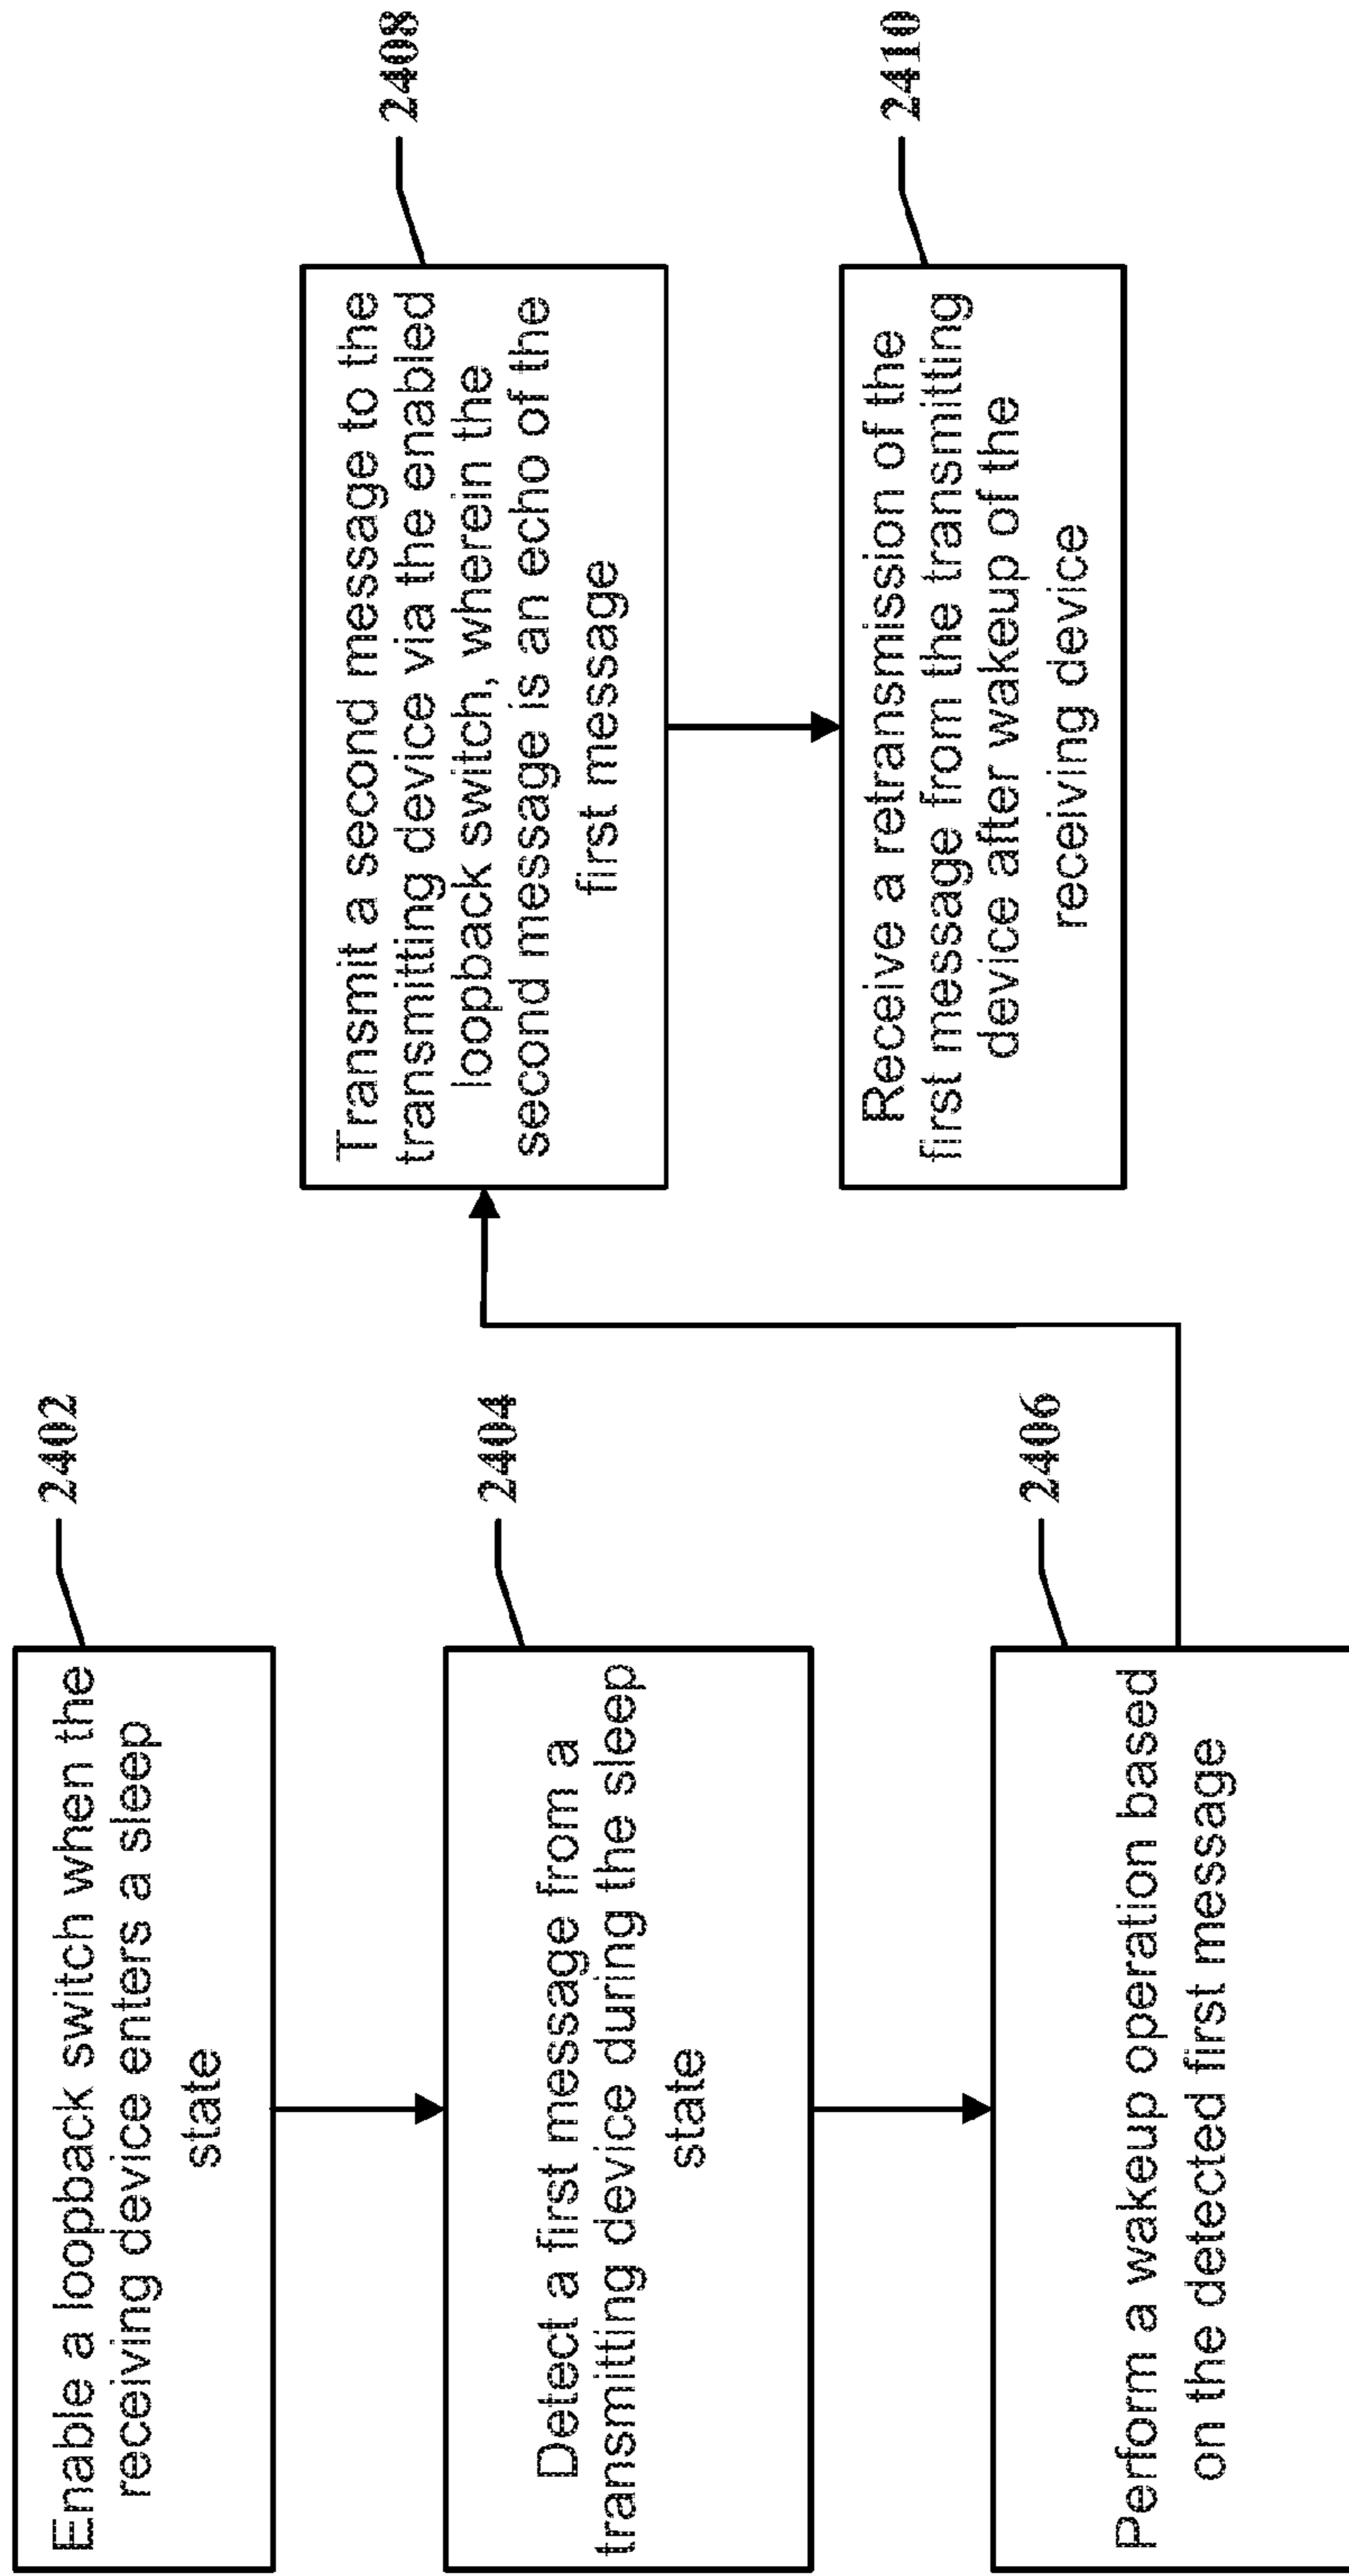 Enable a loopback switch when the
receiving device enters a sleep
state
2402
Detect a first message from a
transmitting device during the sleep
state
2404
Perform a wakeup operation based
on the detected first message
2406
Transmit a second message to the
transmitting device via the enabled
loopback switch, wherein the
second message is an echo of the
first message
2408
Receive a retransmission of the
first message from the transmitting
device after wakeup of the
receiving device
2410